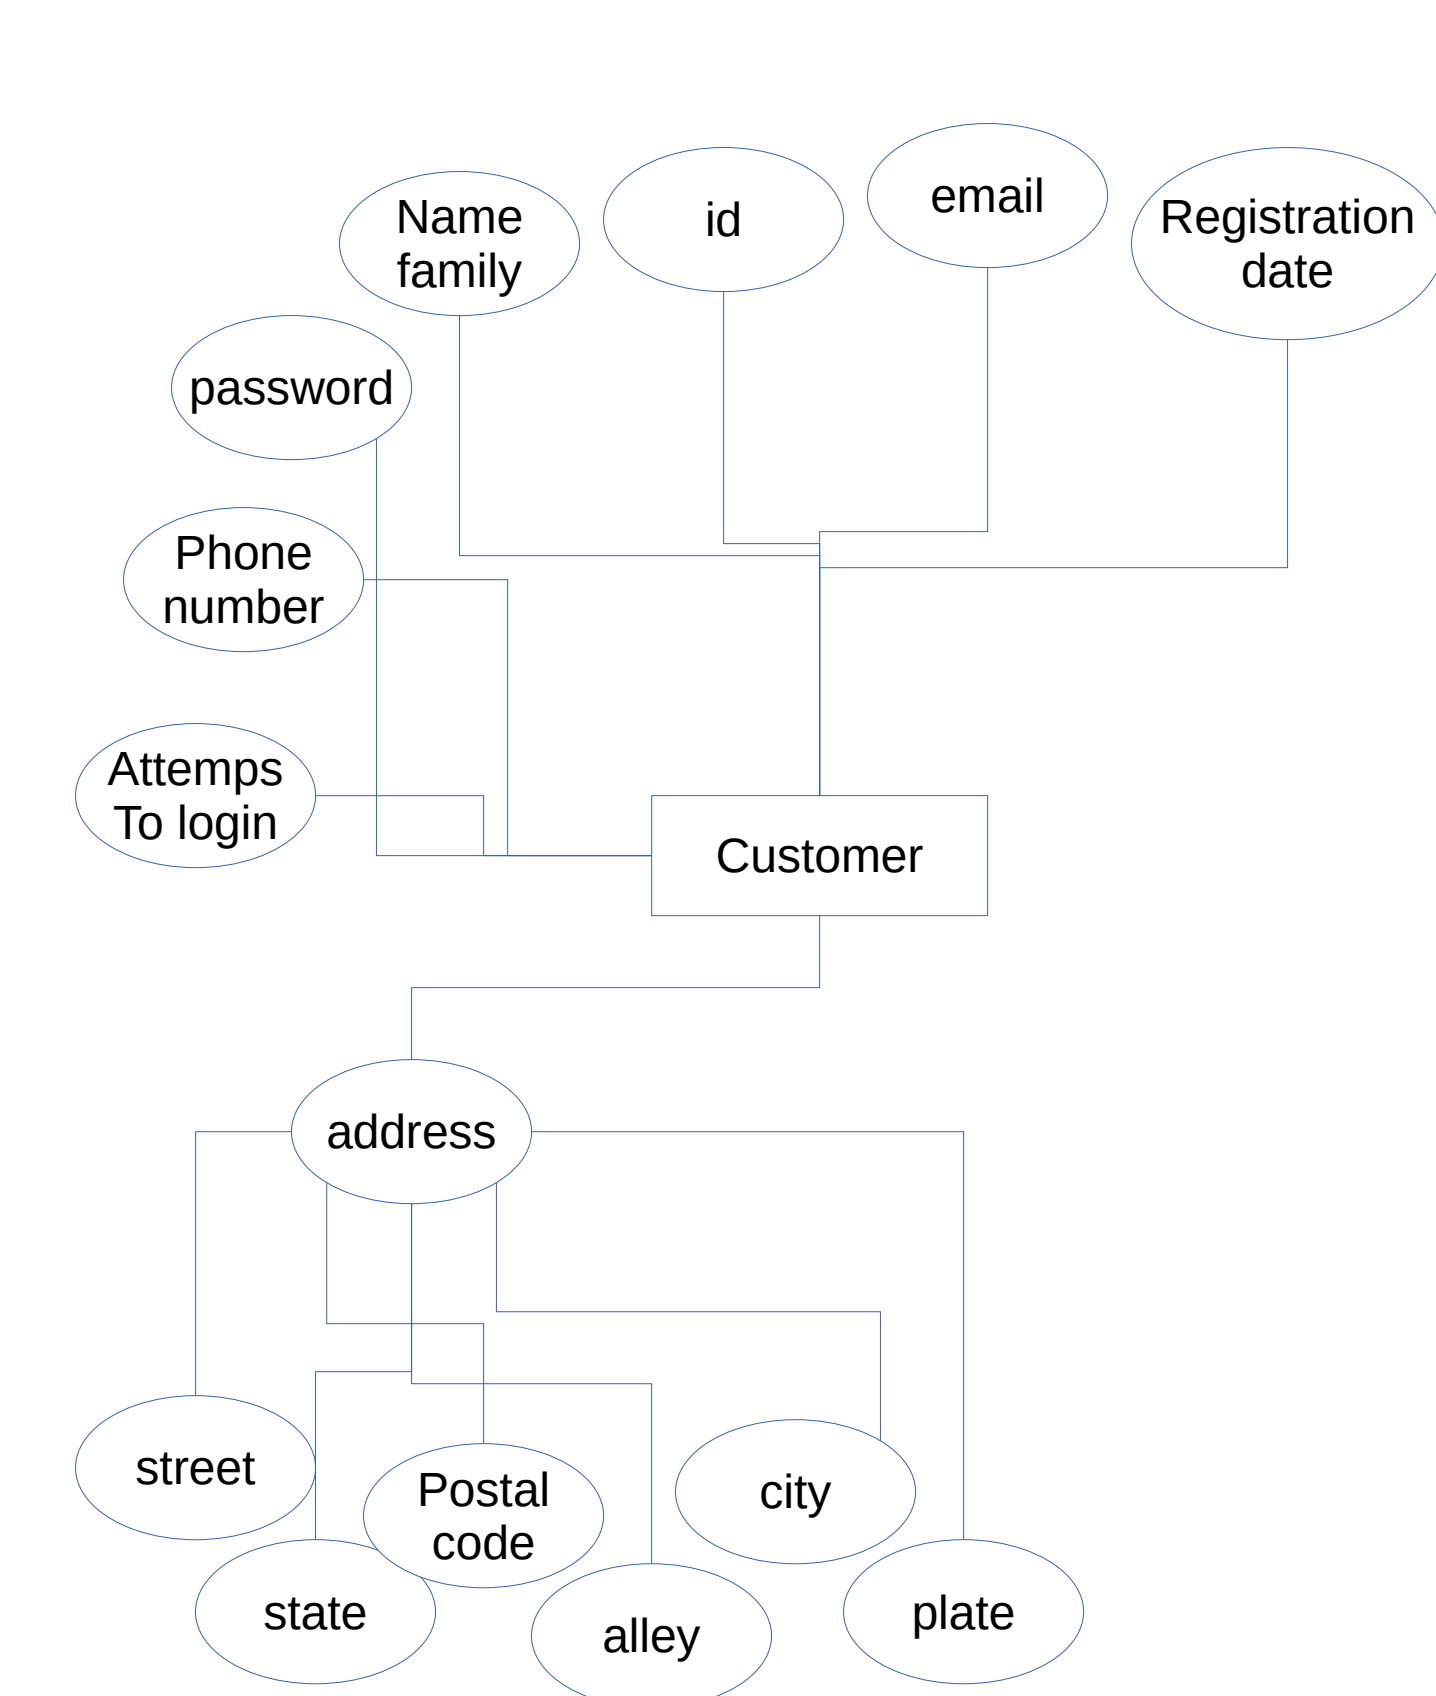 Name
family
id
email
Registration
date
password
Phone
number
Attemps
To login
Customer
address
street
Postal
code
city
state
alley
plate